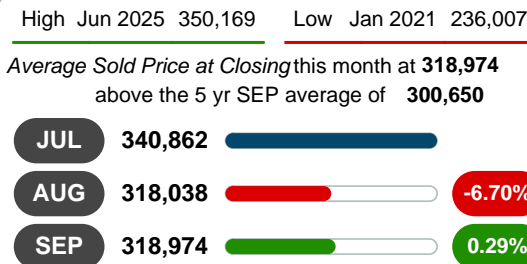 High Jun 2025 350,169 Low Jan 2021 236,007
Average Sold Price at Closing this month at 318,974
above the 5 yr SEP average of 300,650
JUL 340,862
AUG 318,038 -6.70%
SEP 318,974 0.29%